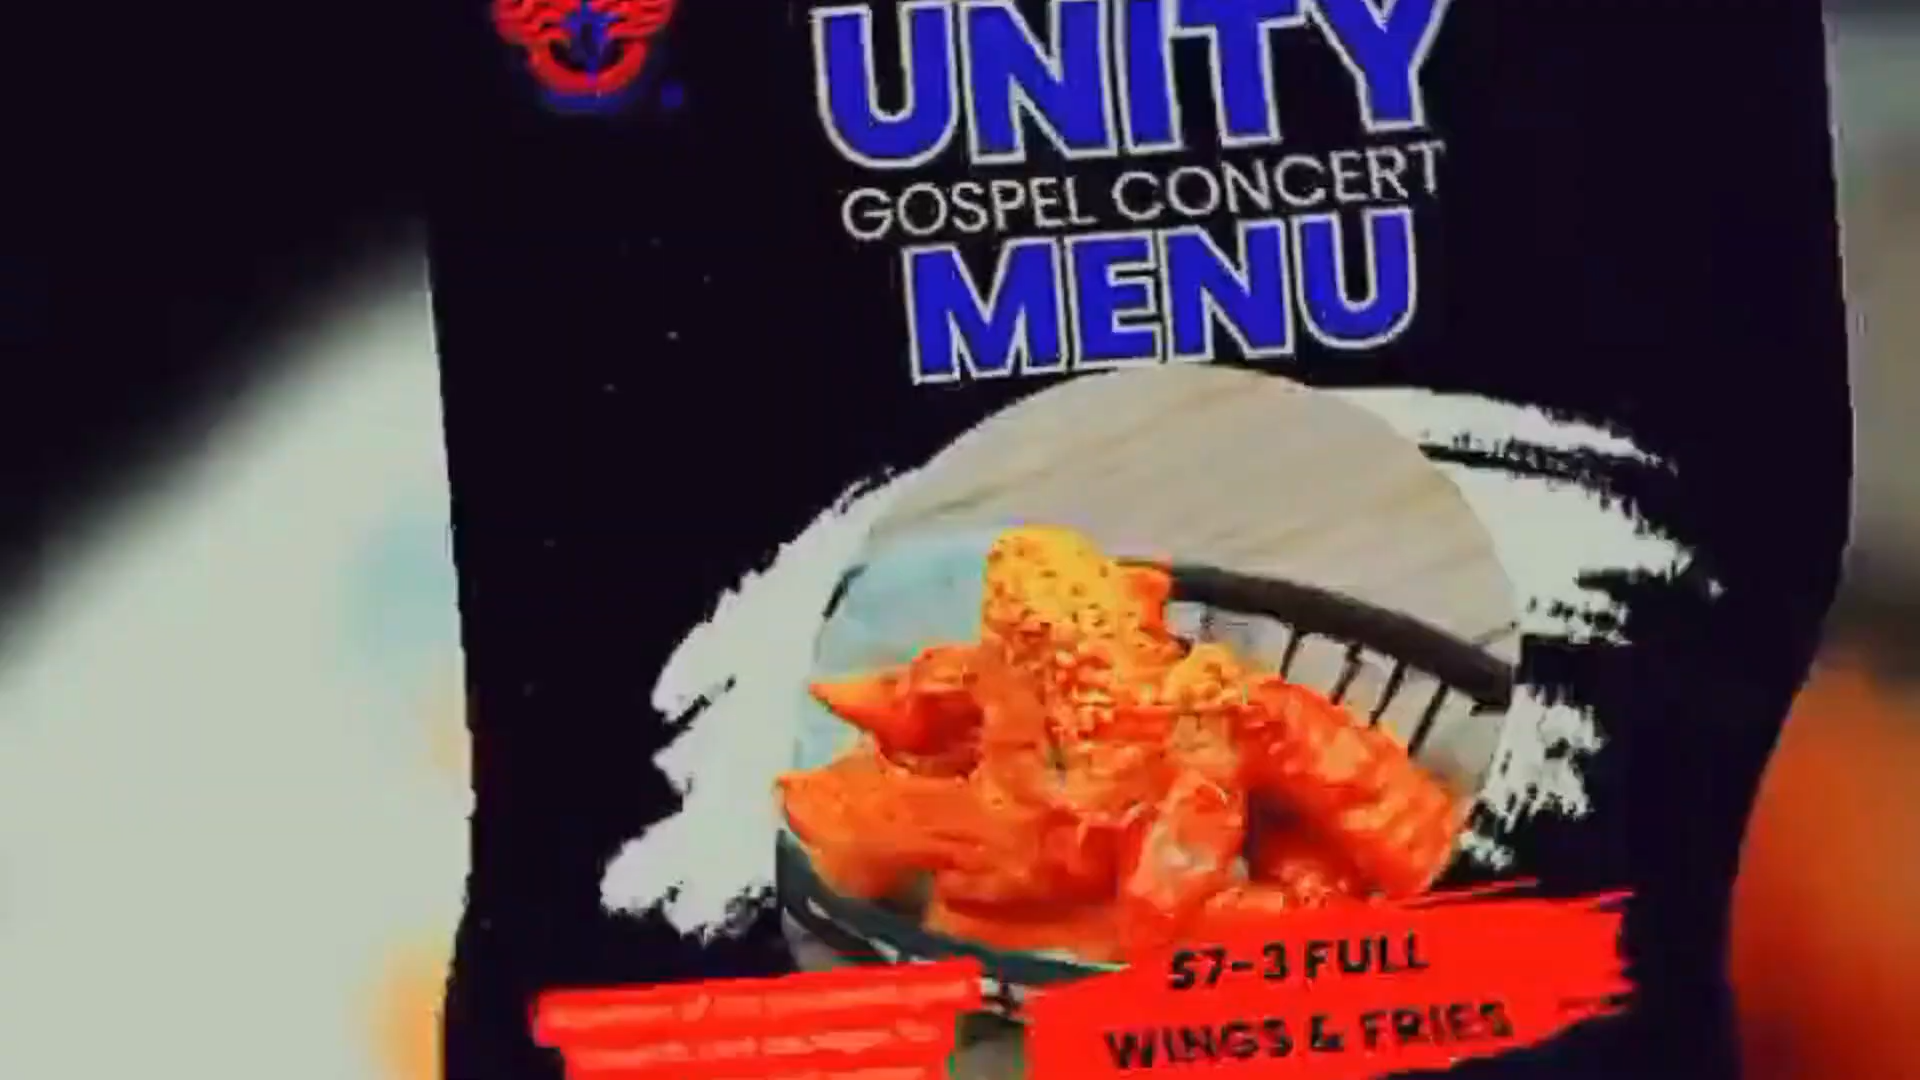 UNITY
GOSPEL CONCERT
MENU
$7-3 FULL
WINGS & FRIES